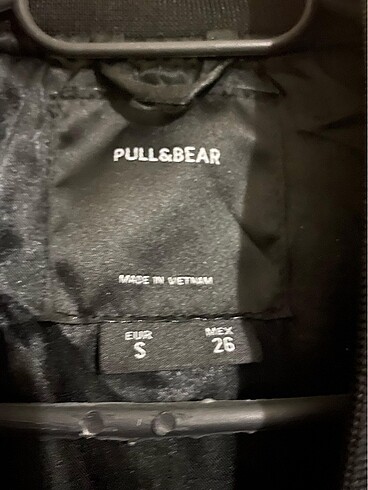 PULL&BEAR
MADE IN VIETNAM
EUR MEX
S 26